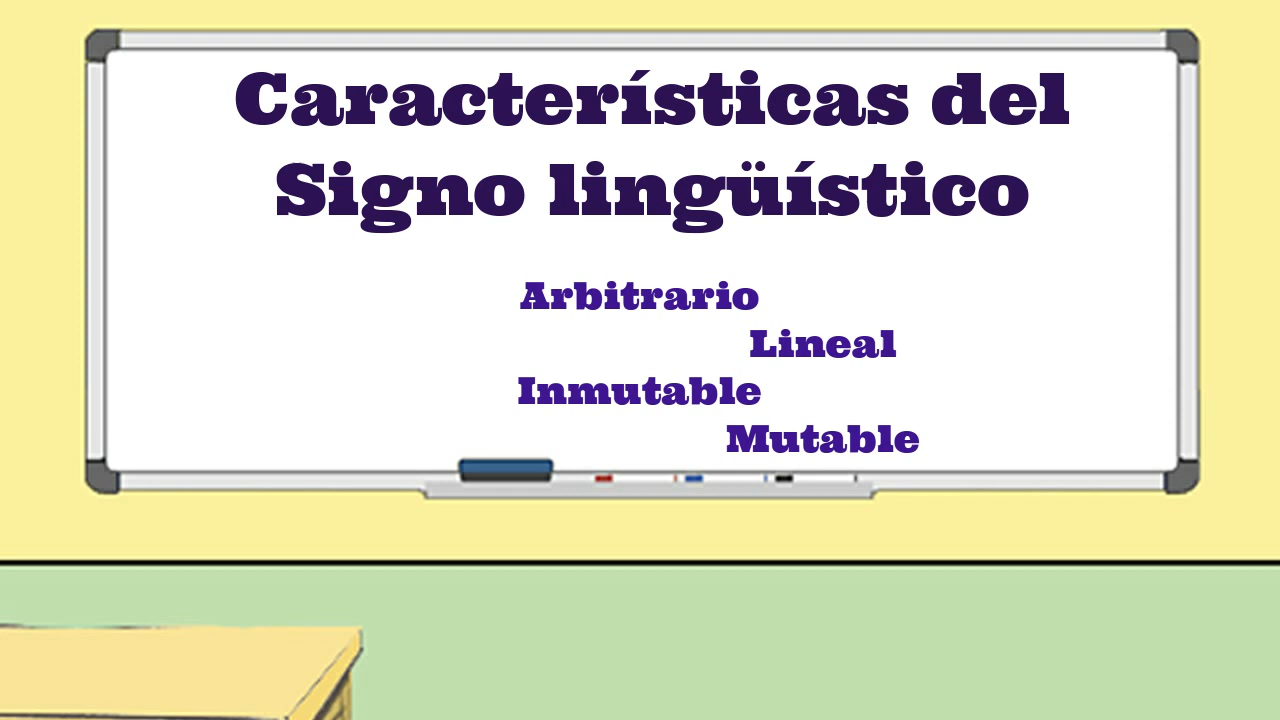 Características del
Signo lingüístico
Arbitrario
Lineal
Inmutable
Mutable